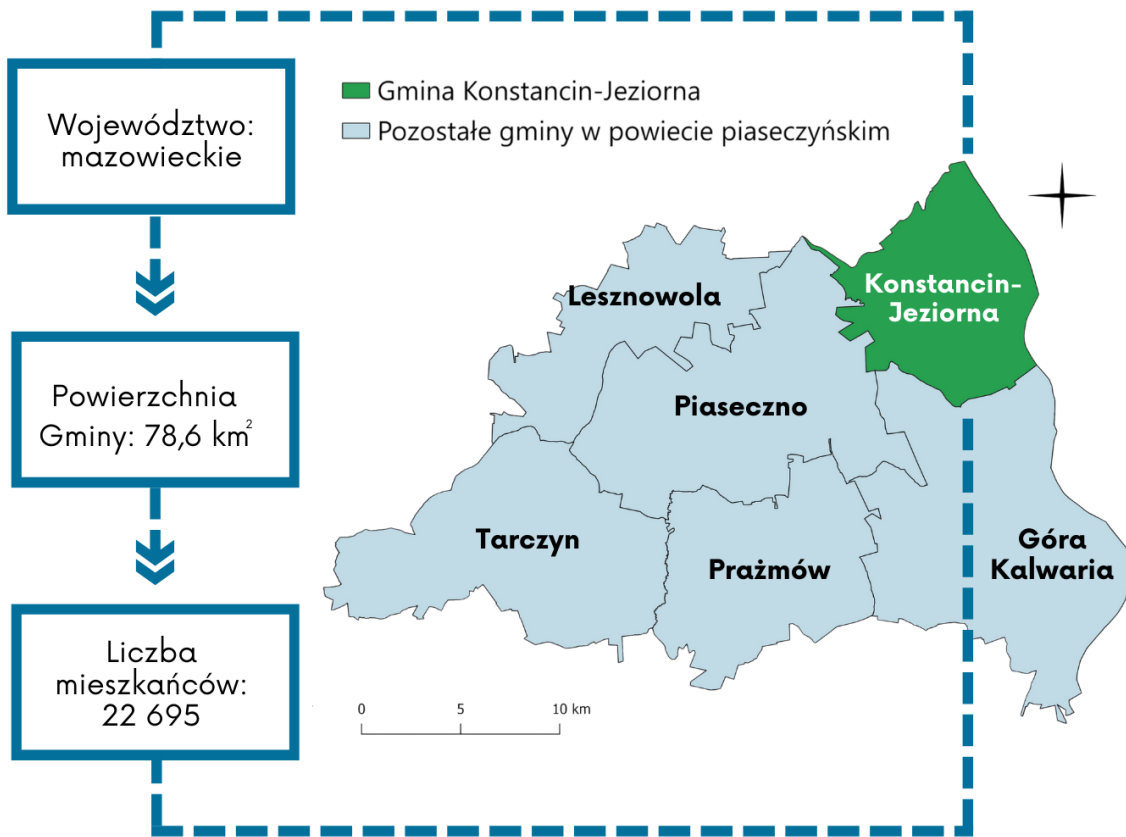 Województwo:
mazowieckie
Powierzchnia
Gminy: 78,6 km²
Liczba
mieszkańców:
22 695
Gmina Konstancin-Jeziorna
Pozostałe gminy w powiecie piaseczyńskim
Konstancin-
Jeziorna
Lesznowola
Piaseczno
Tarczyn
Prażmów
Góra
Kalwaria
0 5 10 km